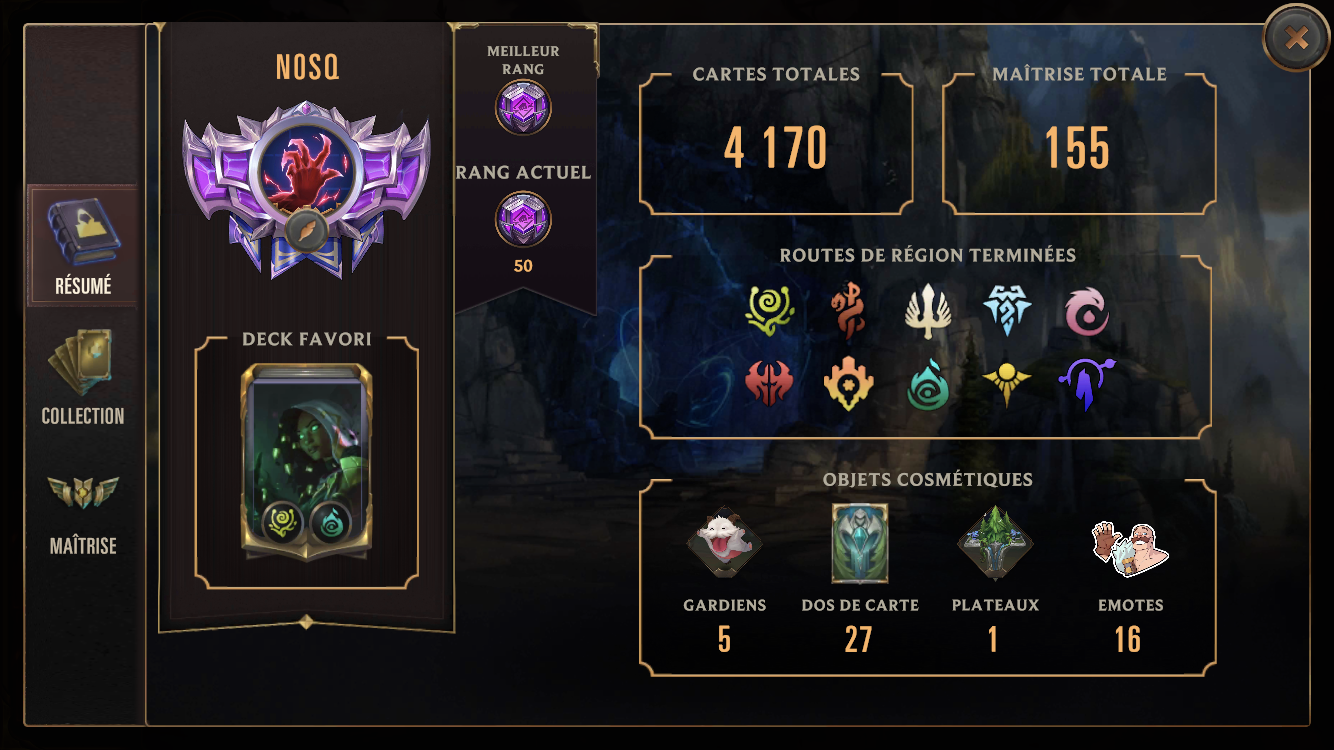 NOSQ
MEILLEUR
RANG
RANG ACTUEL
50
DECK FAVORI
RÉSUMÉ
COLLECTION
MAÎTRISE
CARTES TOTALES
4 170
MAÎTRISE TOTALE
155
ROUTES DE RÉGION TERMINÉES
OBJETS COSMÉTIQUES
GARDIENS
5
DOS DE CARTE
27
PLATEAUX
1
EMOTES
16